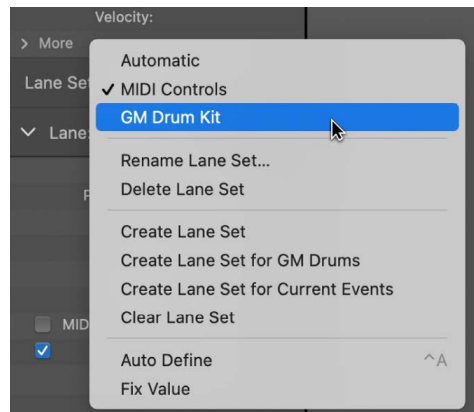 Velocity:
> More
Lane Se
Automatic
✓ MIDI Controls
GM Drum Kit
Lane:
Rename Lane Set...
Delete Lane Set
Create Lane Set
Create Lane Set for GM Drums
Create Lane Set for Current Events
Clear Lane Set
MID
Auto Define ^A
Fix Value